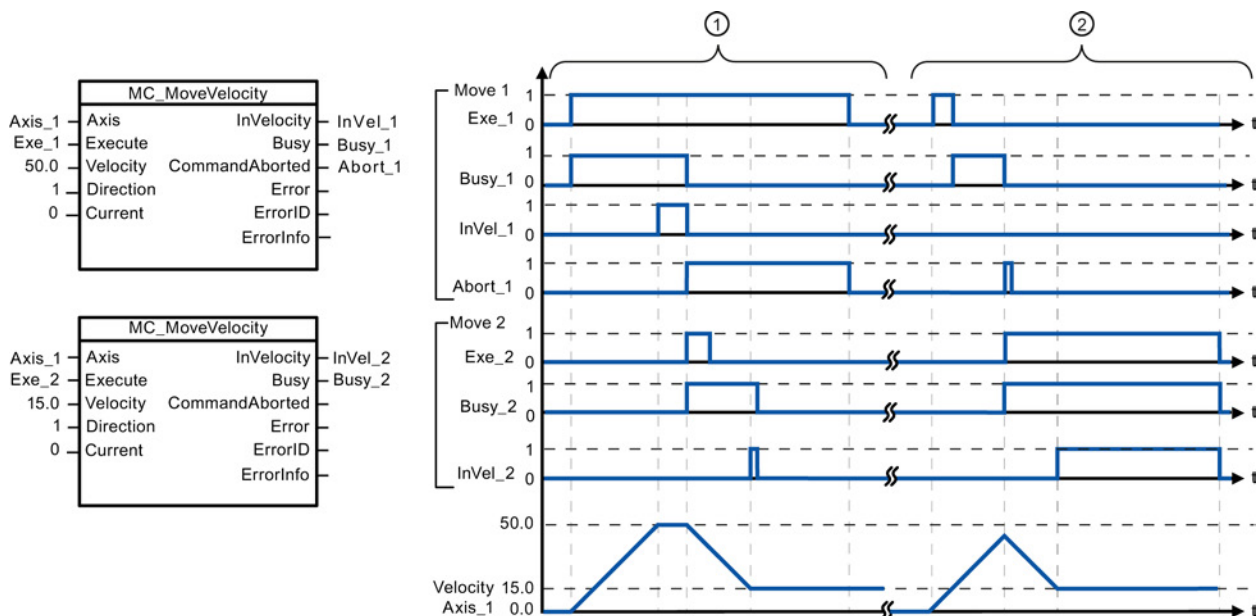 MC_MoveVelocity
Axis_1 Axis InVelocity InVel_1
Exe_1 Execute Busy Busy_1
50.0 Velocity CommandAborted Abort_1
1 Direction Error
0 Current ErrorID
ErrorInfo
MC_MoveVelocity
Axis_1 Axis InVelocity InVel_2
Exe_2 Execute Busy Busy_2
15.0 Velocity CommandAborted
1 Direction Error
0 Current ErrorID
ErrorInfo
1 2
Move 1
1
Exe_1 0 t
1
Busy_1 0 t
1
InVel_1 0 t
1
Abort_1 0 t
Move 2
1
Exe_2 0 t
1
Busy_2 0 t
1
InVel_2 0 t
50.0
Velocity 15.0
Axis_1 0.0 t